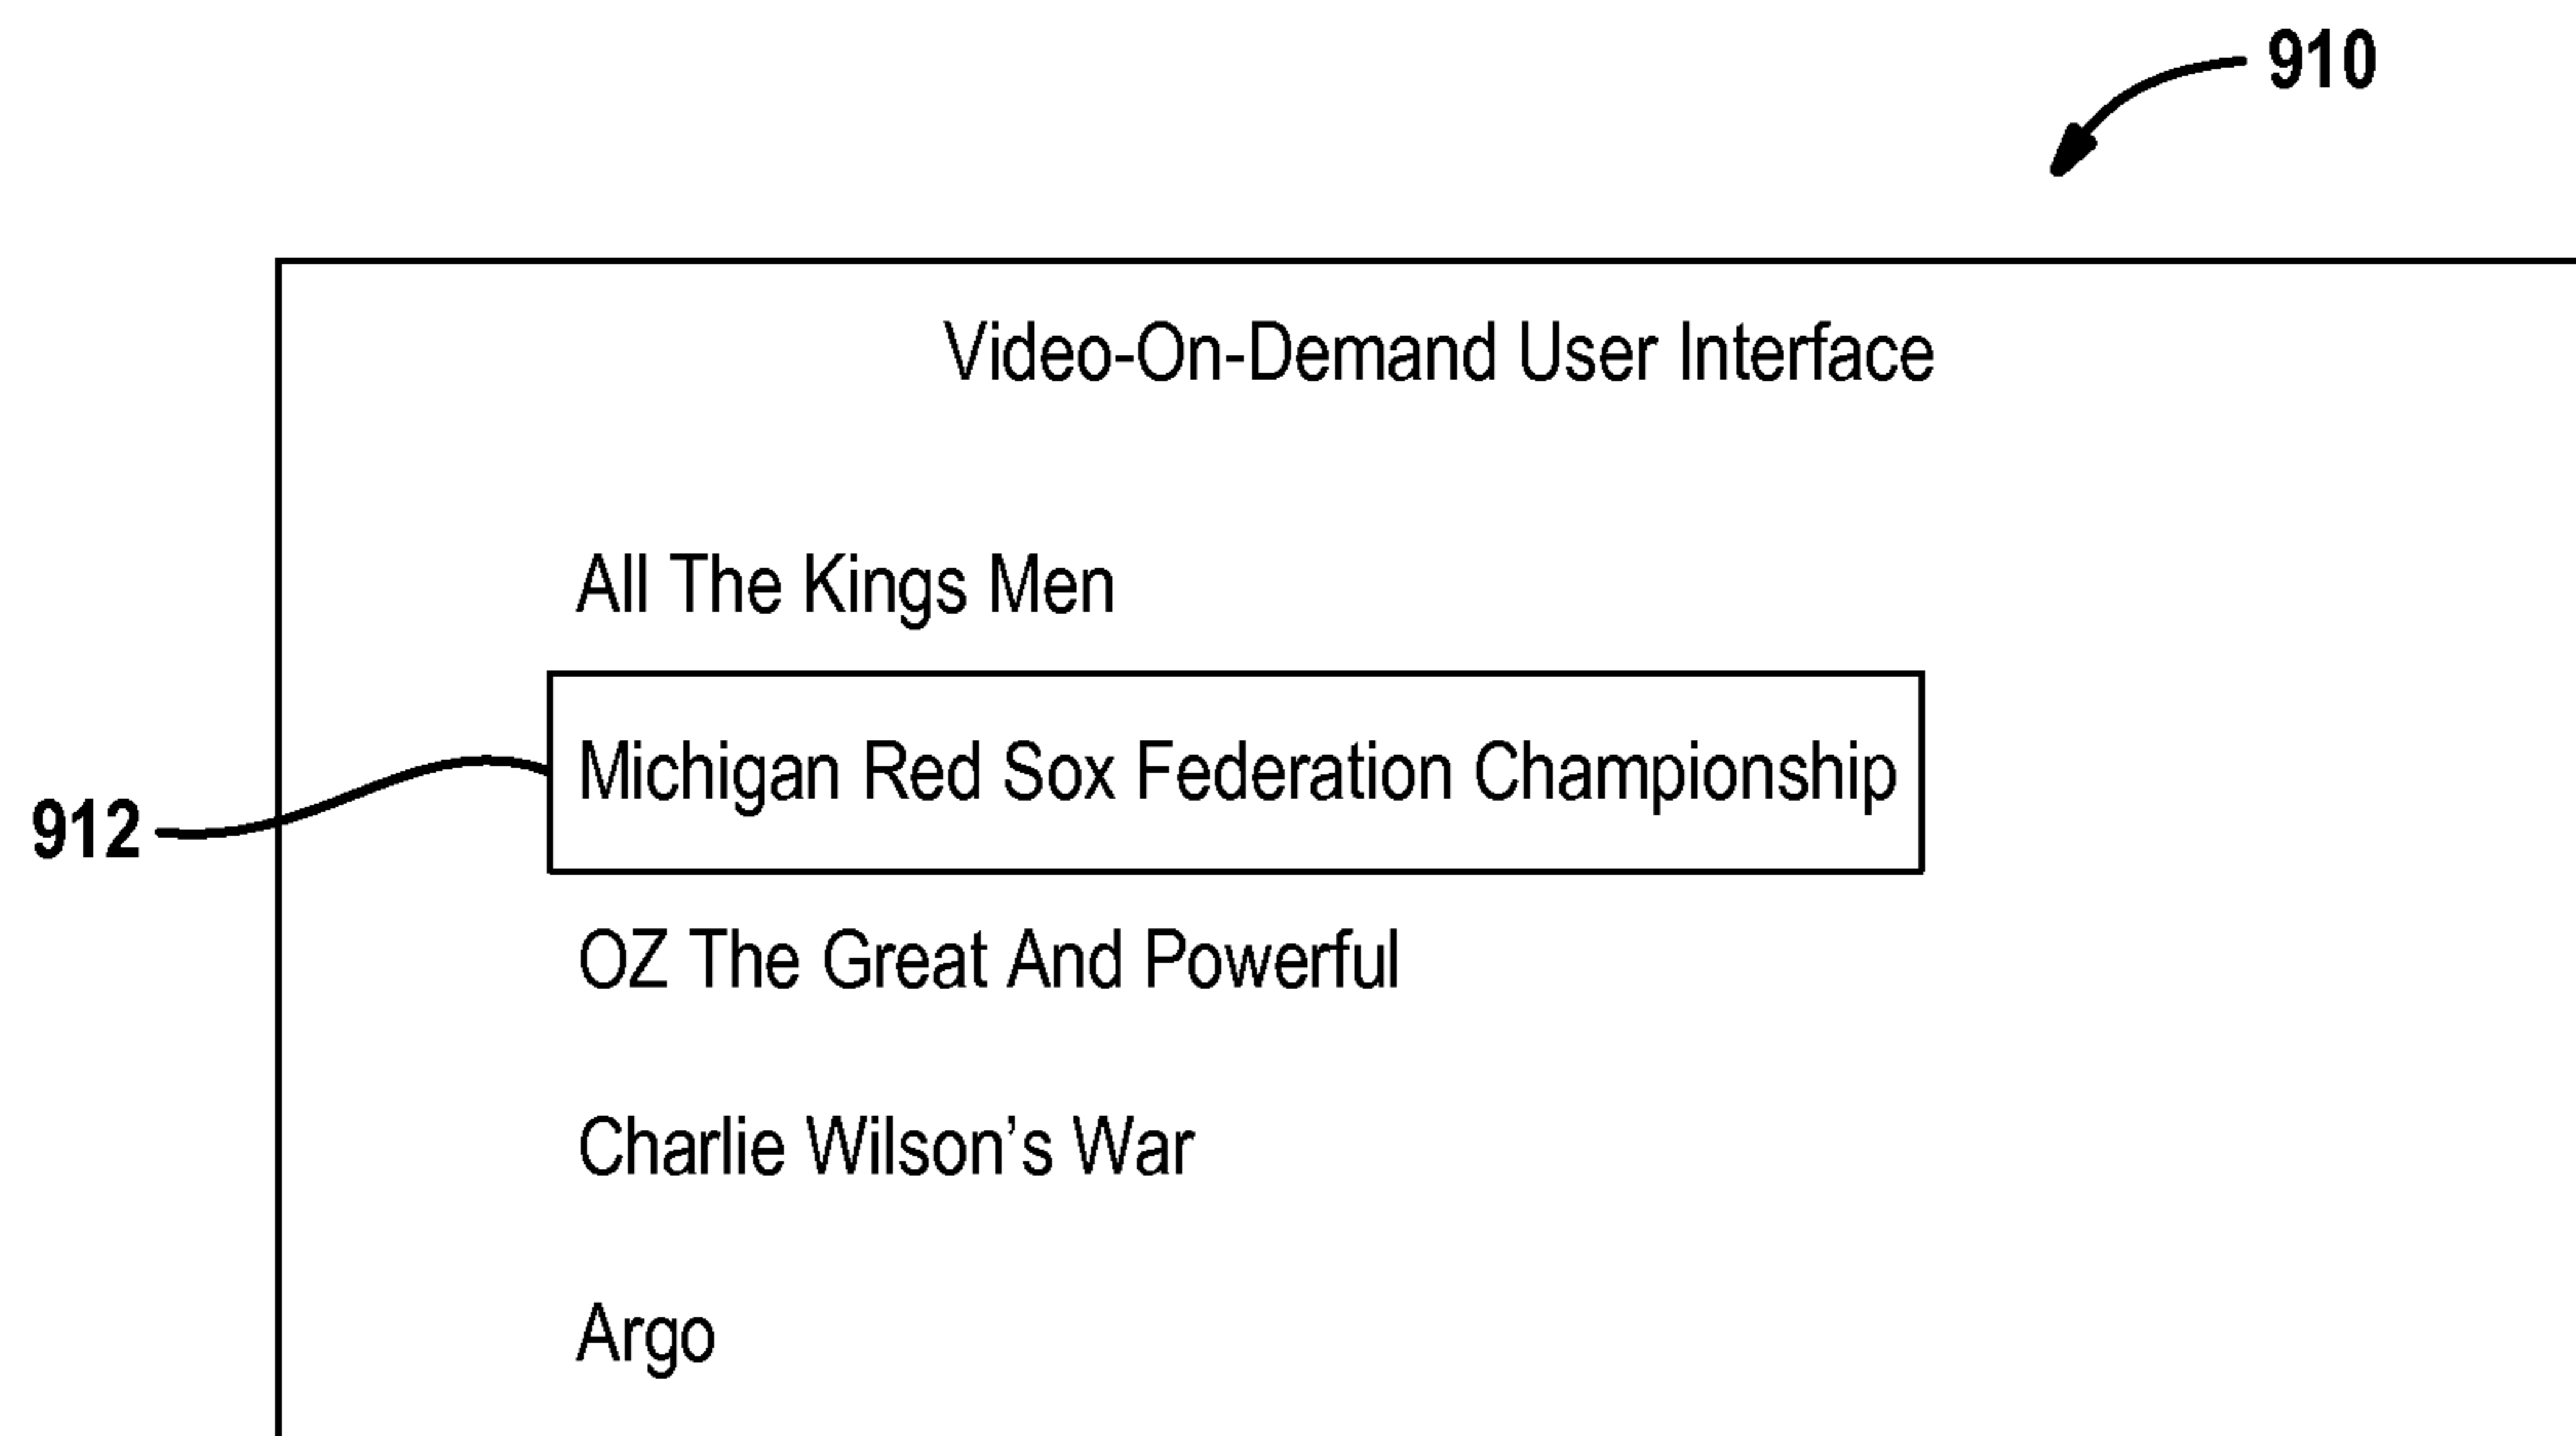 910
Video-On-Demand User Interface
All The Kings Men
Michigan Red Sox Federation Championship
912
OZ The Great And Powerful
Charlie Wilson’s War
Argo